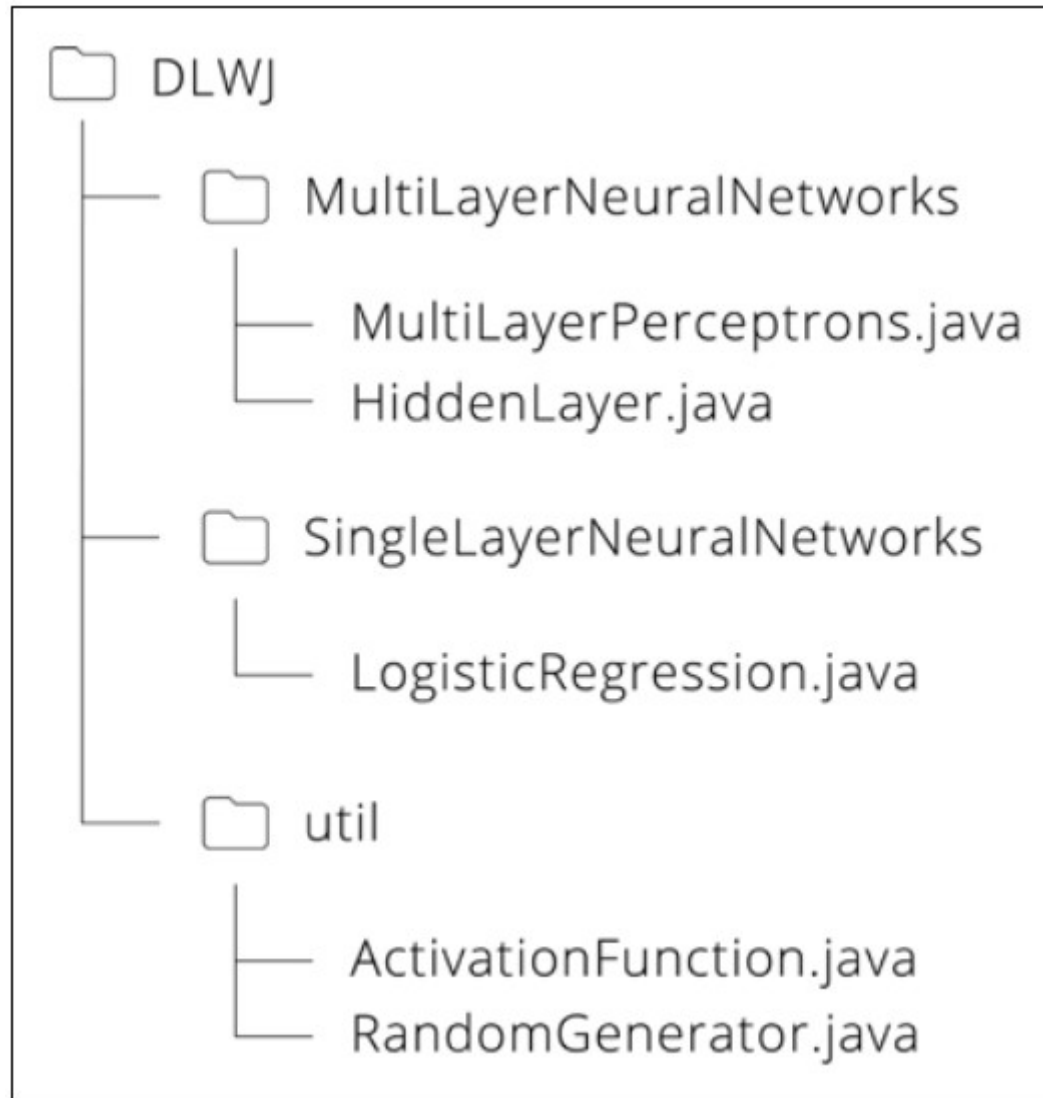 DLWJ
MultiLayerNeuralNetworks
MultiLayerPerceptrons.java
HiddenLayer.java
SingleLayerNeuralNetworks
LogisticRegression.java
util
ActivationFunction.java
RandomGenerator.java